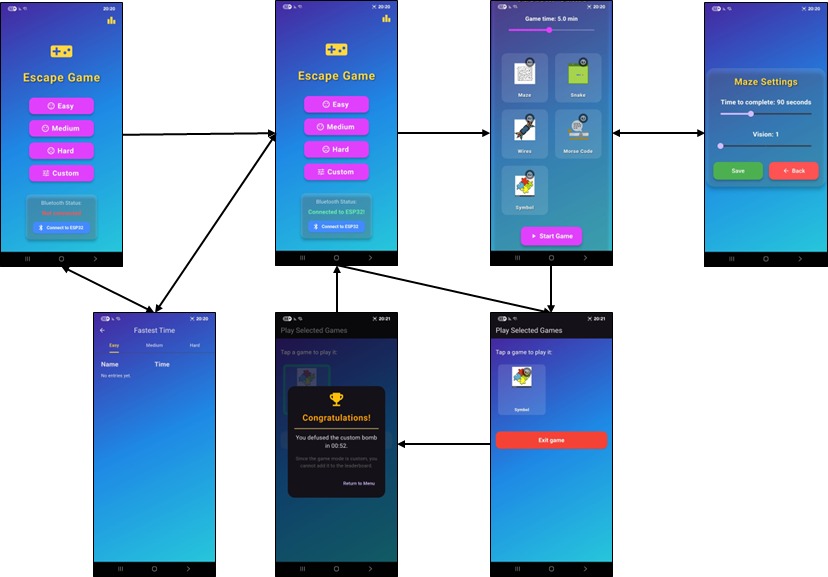 20:20
Escape Game
Easy
Medium
Hard
Custom
Bluetooth Status:
Connect to ESP32
20:20
Escape Game
Easy
Medium
Hard
Custom
Bluetooth Status:
Connected to ESP32!
Connect to ESP32
20:20
Game time: 5.0 min
Maze
Snake
Wires
Morse Code
Symbol
Start Game
20:20
Maze Settings
Time to complete: 90 seconds
Vision: 1
Save
Back
20:20
Fastest Time
Easy
Medium
Hard
Name
Time
No entries yet.
20:21
Play Selected Games
Tap a game to play it:
Congratulations!
You defused the custom bomb
in 00:52.
Since the game mode is custom, you
cannot add it to the leaderboard.
Return to Menu
20:21
Play Selected Games
Tap a game to play it:
Symbol
Exit game